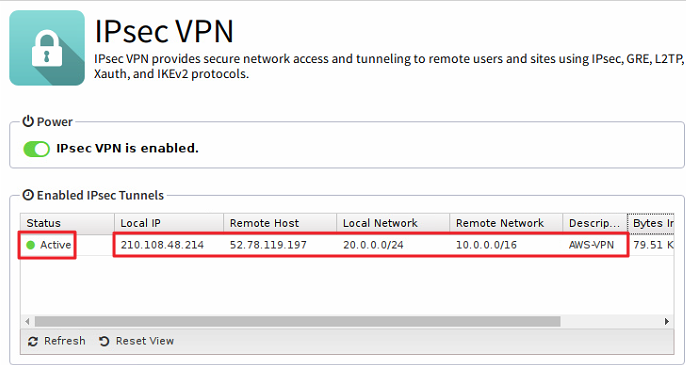 IPsec VPN
IPsec VPN provides secure network access and tunneling to remote users and sites using IPsec, GRE, L2TP,
Xauth, and IKEv2 protocols.
Power
IPsec VPN is enabled.
Enabled IPsec Tunnels
Status Local IP Remote Host Local Network Remote Network Descrip... Bytes In
Active 210.108.48.214 52.78.119.197 20.0.0.0/24 10.0.0.0/16 AWS-VPN 79.51 K
Refresh Reset View